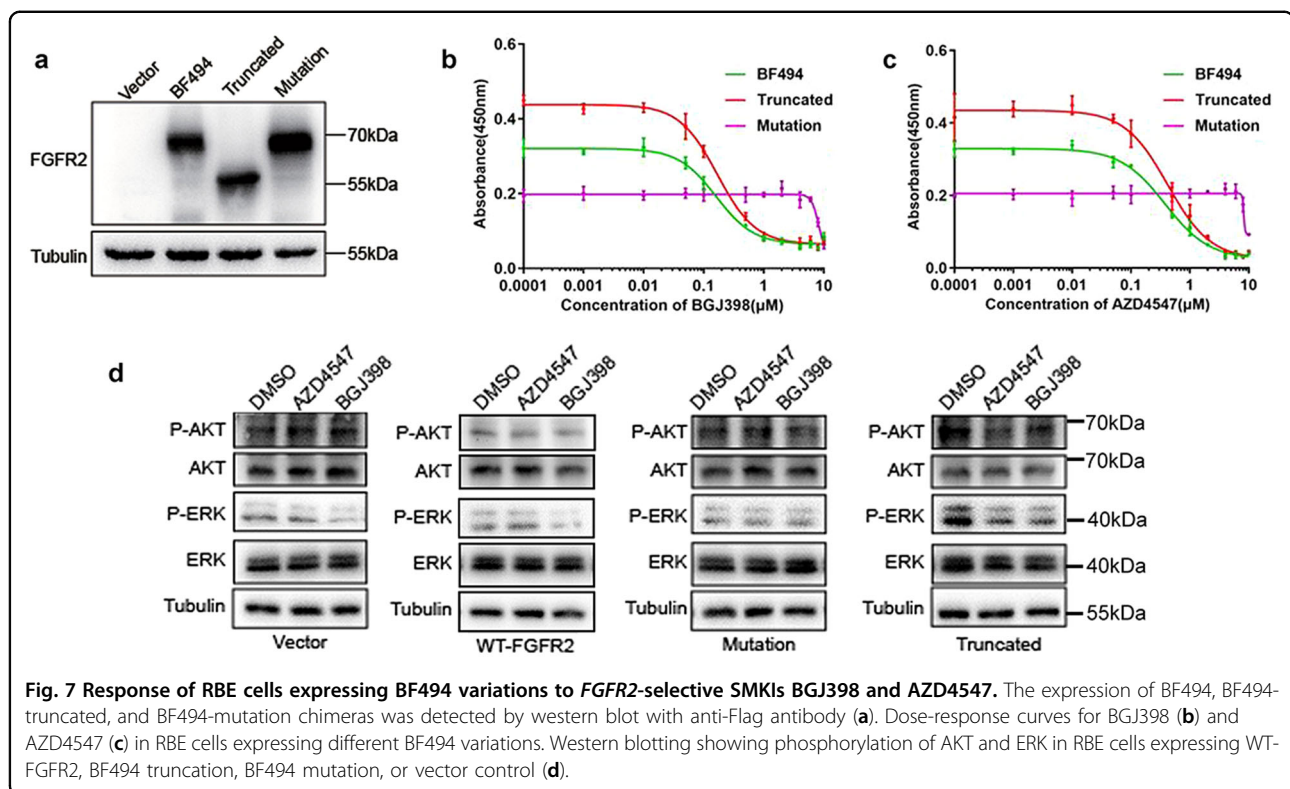 a
Vector
BF494
Truncated
Mutation
FGFR2
70kDa
55kDa
Tubulin
55kDa
b
0.6
0.4
0.2
0.0
Absorbance(450nm)
BF494
Truncated
Mutation
0.0001
0.001
0.01
0.1
1
10
Concentration of BGJ398(μM)
c
0.6
0.4
0.2
0.0
Absorbance(450nm)
BF494
Truncated
Mutation
0.0001
0.001
0.01
0.1
1
10
Concentration of AZD4547(μM)
d
DMSO
AZD4547
BGJ398
P-AKT
AKT
P-ERK
ERK
Tubulin
Vector
DMSO
AZD4547
BGJ398
P-AKT
AKT
P-ERK
ERK
Tubulin
WT-FGFR2
DMSO
AZD4547
BGJ398
P-AKT
AKT
P-ERK
ERK
Tubulin
Mutation
DMSO
AZD4547
BGJ398
P-AKT
70kDa
AKT
70kDa
P-ERK
40kDa
ERK
40kDa
Tubulin
55kDa
Truncated
Fig. 7 Response of RBE cells expressing BF494 variations to FGFR2-selective SMKIs BGJ398 and AZD4547. The expression of BF494, BF494-
truncated, and BF494-mutation chimeras was detected by western blot with anti-Flag antibody (a). Dose-response curves for BGJ398 (b) and
AZD4547 (c) in RBE cells expressing different BF494 variations. Western blotting showing phosphorylation of AKT and ERK in RBE cells expressing WT-
FGFR2, BF494 truncation, BF494 mutation, or vector control (d).